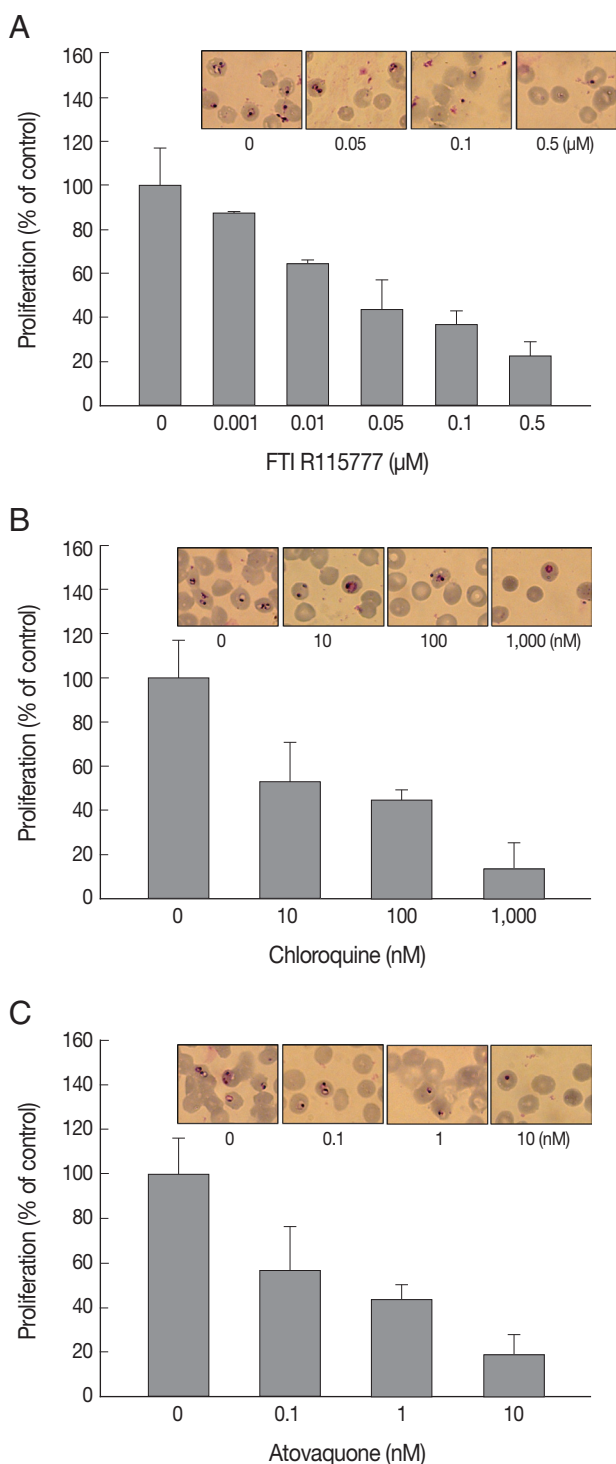 A
Proliferation (% of control)
160
140
120
100
80
60
40
20
0
0 0.05 0.1 0.5 (µM)
0 0.001 0.01 0.05 0.1 0.5
FTI R115777 (µM)
B
Proliferation (% of control)
160
140
120
100
80
60
40
20
0
0 10 100 1,000 (nM)
0 10 100 1,000
Chloroquine (nM)
C
Proliferation (% of control)
160
140
120
100
80
60
40
20
0
0 0.1 1 10 (nM)
0 0.1 1 10
Atovaquone (nM)